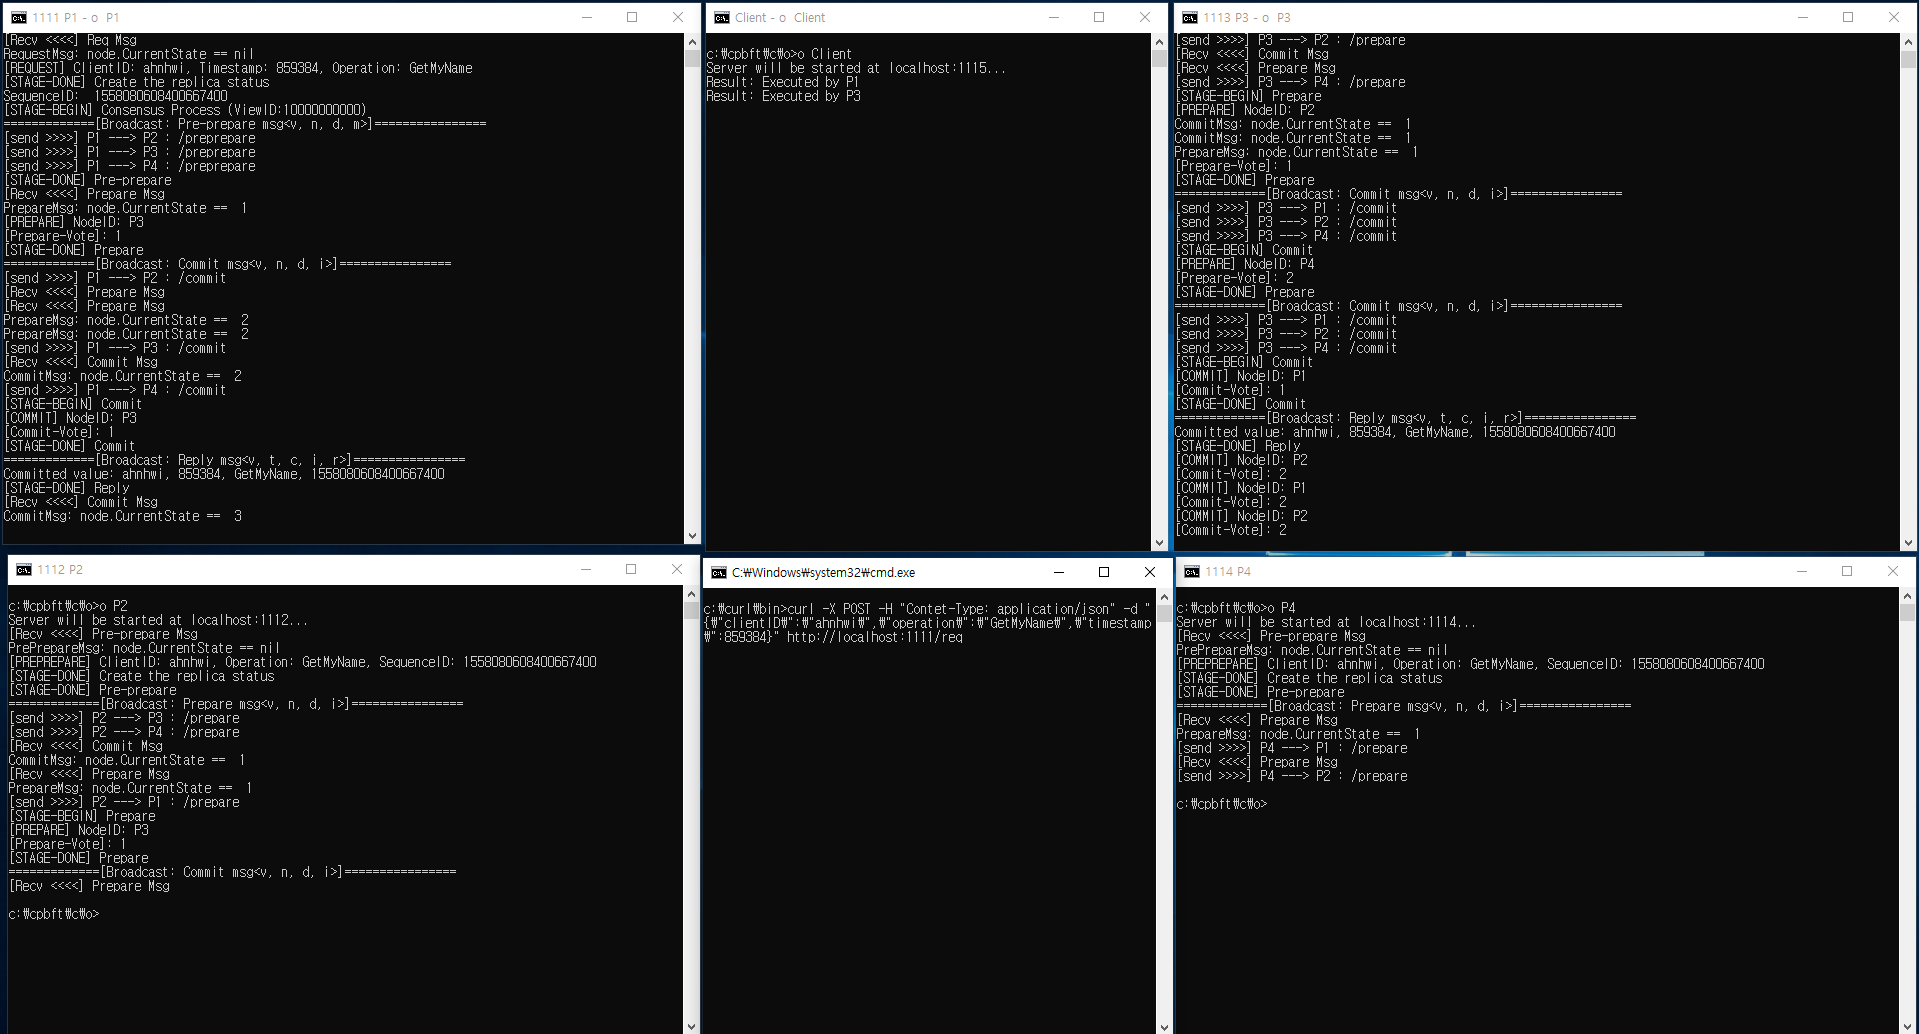 1111 P1 - o  P1
[Recv <<<<] Req Msg
RequestMsg: node.CurrentState == nil
[REQUEST] ClientID: ahnhwi, Timestamp: 859384, Operation: GetMyName
[STAGE-DONE] Create the replica status
SequenceID:  1558080608400667400
[STAGE-BEGIN] Consensus Process (ViewID:10000000000)
=============[Broadcast: Pre-prepare msg<v, n, d, m>]================
[send >>>>] P1 ---> P2 : /preprepare
[send >>>>] P1 ---> P3 : /preprepare
[send >>>>] P1 ---> P4 : /preprepare
[STAGE-DONE] Pre-prepare
[Recv <<<<] Prepare Msg
PrepareMsg: node.CurrentState ==  1
[PREPARE] NodeID: P3
[Prepare-Vote]: 1
[STAGE-DONE] Prepare
=============[Broadcast: Commit msg<v, n, d, i>]================
[send >>>>] P1 ---> P2 : /commit
[Recv <<<<] Prepare Msg
[Recv <<<<] Prepare Msg
PrepareMsg: node.CurrentState ==  2
PrepareMsg: node.CurrentState ==  2
[send >>>>] P1 ---> P3 : /commit
[Recv <<<<] Commit Msg
CommitMsg: node.CurrentState ==  2
[send >>>>] P1 ---> P4 : /commit
[STAGE-BEGIN] Commit
[COMMIT] NodeID: P3
[Commit-Vote]: 1
[STAGE-DONE] Commit
=============[Broadcast: Reply msg<v, t, c, i, r>]================
Committed value: ahnhwi, 859384, GetMyName, 1558080608400667400
[STAGE-DONE] Reply
[Recv <<<<] Commit Msg
CommitMsg: node.CurrentState ==  3
Client - o  Client
c:₩cpbft₩c₩o>o Client
Server will be started at localhost:1115...
Result: Executed by P1
Result: Executed by P3
1113 P3 - o  P3
[send >>>>] P3 ---> P2 : /prepare
[Recv <<<<] Commit Msg
[Recv <<<<] Prepare Msg
[send >>>>] P3 ---> P4 : /prepare
[STAGE-BEGIN] Prepare
[PREPARE] NodeID: P2
CommitMsg: node.CurrentState ==  1
CommitMsg: node.CurrentState ==  1
PrepareMsg: node.CurrentState ==  1
[Prepare-Vote]: 1
[STAGE-DONE] Prepare
=============[Broadcast: Commit msg<v, n, d, i>]================
[send >>>>] P3 ---> P1 : /commit
[send >>>>] P3 ---> P2 : /commit
[send >>>>] P3 ---> P4 : /commit
[STAGE-BEGIN] Commit
[PREPARE] NodeID: P4
[Prepare-Vote]: 2
[STAGE-DONE] Prepare
=============[Broadcast: Commit msg<v, n, d, i>]================
[send >>>>] P3 ---> P1 : /commit
[send >>>>] P3 ---> P2 : /commit
[send >>>>] P3 ---> P4 : /commit
[STAGE-BEGIN] Commit
[COMMIT] NodeID: P1
[Commit-Vote]: 1
[STAGE-DONE] Commit
=============[Broadcast: Reply msg<v, t, c, i, r>]================
Committed value: ahnhwi, 859384, GetMyName, 1558080608400667400
[STAGE-DONE] Reply
[COMMIT] NodeID: P2
[Commit-Vote]: 2
[COMMIT] NodeID: P1
[Commit-Vote]: 2
[COMMIT] NodeID: P2
[Commit-Vote]: 2
1112 P2
c:₩cpbft₩c₩o>o P2
Server will be started at localhost:1112...
[Recv <<<<] Pre-prepare Msg
PrePrepareMsg: node.CurrentState == nil
[PREPREPARE] ClientID: ahnhwi, Operation: GetMyName, SequenceID: 1558080608400667400
[STAGE-DONE] Create the replica status
[STAGE-DONE] Pre-prepare
=============[Broadcast: Prepare msg<v, n, d, i>]================
[send >>>>] P2 ---> P3 : /prepare
[send >>>>] P2 ---> P4 : /prepare
[Recv <<<<] Commit Msg
CommitMsg: node.CurrentState ==  1
[Recv <<<<] Prepare Msg
PrepareMsg: node.CurrentState ==  1
[send >>>>] P2 ---> P1 : /prepare
[STAGE-BEGIN] Prepare
[PREPARE] NodeID: P3
[Prepare-Vote]: 1
[STAGE-DONE] Prepare
=============[Broadcast: Commit msg<v, n, d, i>]================
[Recv <<<<] Prepare Msg
c:₩cpbft₩c₩o>
C:₩Windows₩system32₩cmd.exe
c:₩curl₩bin>curl -X POST -H "Contet-Type: application/json" -d "
{₩"clientID₩":₩"ahnhwi₩",₩"operation₩":₩"GetMyName₩",₩"timestamp
₩":859384}" http://localhost:1111/req
1114 P4
c:₩cpbft₩c₩o>o P4
Server will be started at localhost:1114...
[Recv <<<<] Pre-prepare Msg
PrePrepareMsg: node.CurrentState == nil
[PREPREPARE] ClientID: ahnhwi, Operation: GetMyName, SequenceID: 1558080608400667400
[STAGE-DONE] Create the replica status
[STAGE-DONE] Pre-prepare
=============[Broadcast: Prepare msg<v, n, d, i>]================
[Recv <<<<] Prepare Msg
PrepareMsg: node.CurrentState ==  1
[send >>>>] P4 ---> P1 : /prepare
[Recv <<<<] Prepare Msg
[send >>>>] P4 ---> P2 : /prepare
c:₩cpbft₩c₩o>